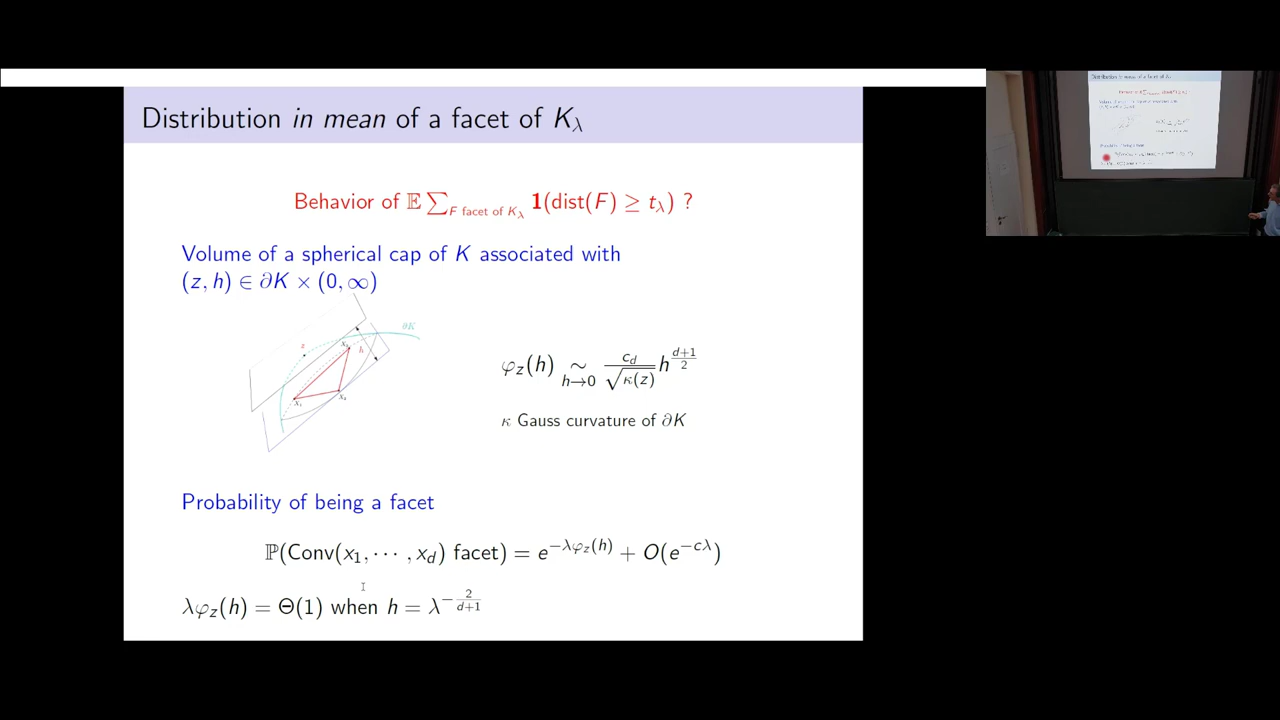 Distribution in mean of a facet of K_λ
Behavior of 𝔼 ∑_{F facet of K_λ} 𝟏(dist(F) ≥ t_λ) ?
Volume of a spherical cap of K associated with
(z, h) ∈ ∂K × (0, ∞)
∂K
z
h
φ_z(h) ∼_{h→0} c_d/√κ(z) h^{(d+1)/2}
κ Gauss curvature of ∂K
Probability of being a facet
ℙ(Conv(x_1, ⋯ , x_d) facet) = e^{−λφ_z(h)} + O(e^{−cλ})
λφ_z(h) = Θ(1) when h = λ^{−2/(d+1)}